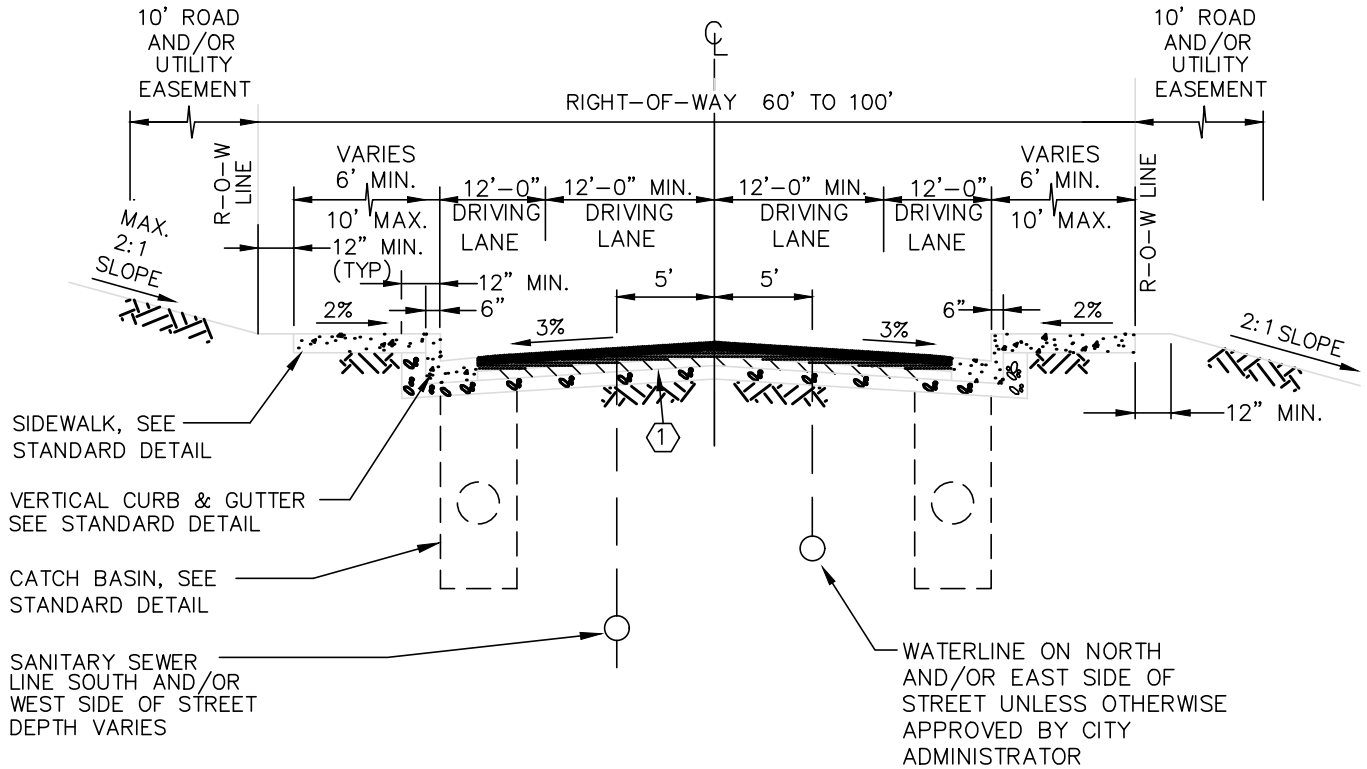 10' ROAD
AND/OR
UTILITY
EASEMENT
℄
10' ROAD
AND/OR
UTILITY
EASEMENT
RIGHT-OF-WAY 60' TO 100'
R-O-W
LINE
VARIES
6' MIN.
10' MAX.
12'-0"
DRIVING
LANE
12'-0" MIN.
DRIVING
LANE
12'-0" MIN.
DRIVING
LANE
12'-0"
DRIVING
LANE
VARIES
6' MIN.
10' MAX.
R-O-W LINE
MAX.
2:1
SLOPE
12" MIN.
(TYP)
12" MIN.
6"
5'
5'
6"
2%
3%
3%
2%
2:1 SLOPE
12" MIN.
1
SIDEWALK, SEE
STANDARD DETAIL
VERTICAL CURB & GUTTER
SEE STANDARD DETAIL
CATCH BASIN, SEE
STANDARD DETAIL
SANITARY SEWER
LINE SOUTH AND/OR
WEST SIDE OF STREET
DEPTH VARIES
WATERLINE ON NORTH
AND/OR EAST SIDE OF
STREET UNLESS OTHERWISE
APPROVED BY CITY
ADMINISTRATOR